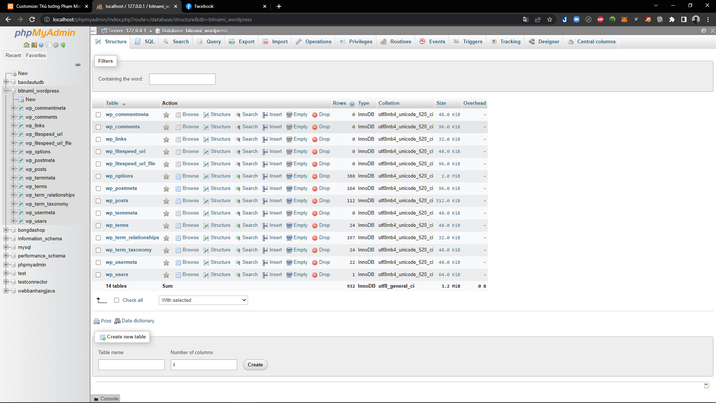 Customize: Thủ tướng Phạm Min
localhost / 127.0.0.1 / bitnami_w
Facebook
localhost/phpmyadmin/index.php?route=/database/structure&db=bitnami_wordpress
phpMyAdmin
Recent Favorites
New
baodautudb
bitnami_wordpress
New
wp_commentmeta
wp_comments
wp_links
wp_litespeed_url
wp_litespeed_url_file
wp_options
wp_postmeta
wp_posts
wp_termmeta
wp_terms
wp_term_relationships
wp_term_taxonomy
wp_usermeta
wp_users
bongdashop
information_schema
mysql
performance_schema
phpmyadmin
test
testconnector
webbanhangjava
Server: 127.0.0.1 » Database: bitnami_wordpress
Structure SQL Search Query Export Import Operations Privileges Routines Events Triggers Tracking Designer Central columns
Filters
Containing the word:
Table Action Rows Type Collation Size Overhead
wp_commentmeta Browse Structure Search Insert Empty Drop 0 InnoDB utf8mb4_unicode_520_ci 48.0 KiB -
wp_comments Browse Structure Search Insert Empty Drop 0 InnoDB utf8mb4_unicode_520_ci 96.0 KiB -
wp_links Browse Structure Search Insert Empty Drop 0 InnoDB utf8mb4_unicode_520_ci 32.0 KiB -
wp_litespeed_url Browse Structure Search Insert Empty Drop 0 InnoDB utf8mb4_unicode_520_ci 48.0 KiB -
wp_litespeed_url_file Browse Structure Search Insert Empty Drop 0 InnoDB utf8mb4_unicode_520_ci 96.0 KiB -
wp_options Browse Structure Search Insert Empty Drop InnoDB utf8mb4_unicode_520_ci 2.0 MiB -
wp_postmeta Browse Structure Search Insert Empty Drop 164 InnoDB utf8mb4_unicode_520_ci 96.0 KiB -
wp_posts Browse Structure Search Insert Empty Drop 112 InnoDB utf8mb4_unicode_520_ci 512.0 KiB -
wp_termmeta Browse Structure Search Insert Empty Drop 0 InnoDB utf8mb4_unicode_520_ci 48.0 KiB -
wp_terms Browse Structure Search Insert Empty Drop 24 InnoDB utf8mb4_unicode_520_ci 48.0 KiB -
wp_term_relationships Browse Structure Search Insert Empty Drop InnoDB utf8mb4_unicode_520_ci 32.0 KiB -
wp_term_taxonomy Browse Structure Search Insert Empty Drop 24 InnoDB utf8mb4_unicode_520_ci 48.0 KiB -
wp_usermeta Browse Structure Search Insert Empty Drop 22 InnoDB utf8mb4_unicode_520_ci 48.0 KiB -
wp_users Browse Structure Search Insert Empty Drop 1 InnoDB utf8mb4_unicode_520_ci 64.0 KiB -
14 tables Sum 932 InnoDB utf8_general_ci 3.2 MiB 0 B
Check all With selected:
Print Data dictionary
Create new table
Table name Number of columns
4 Create
Console